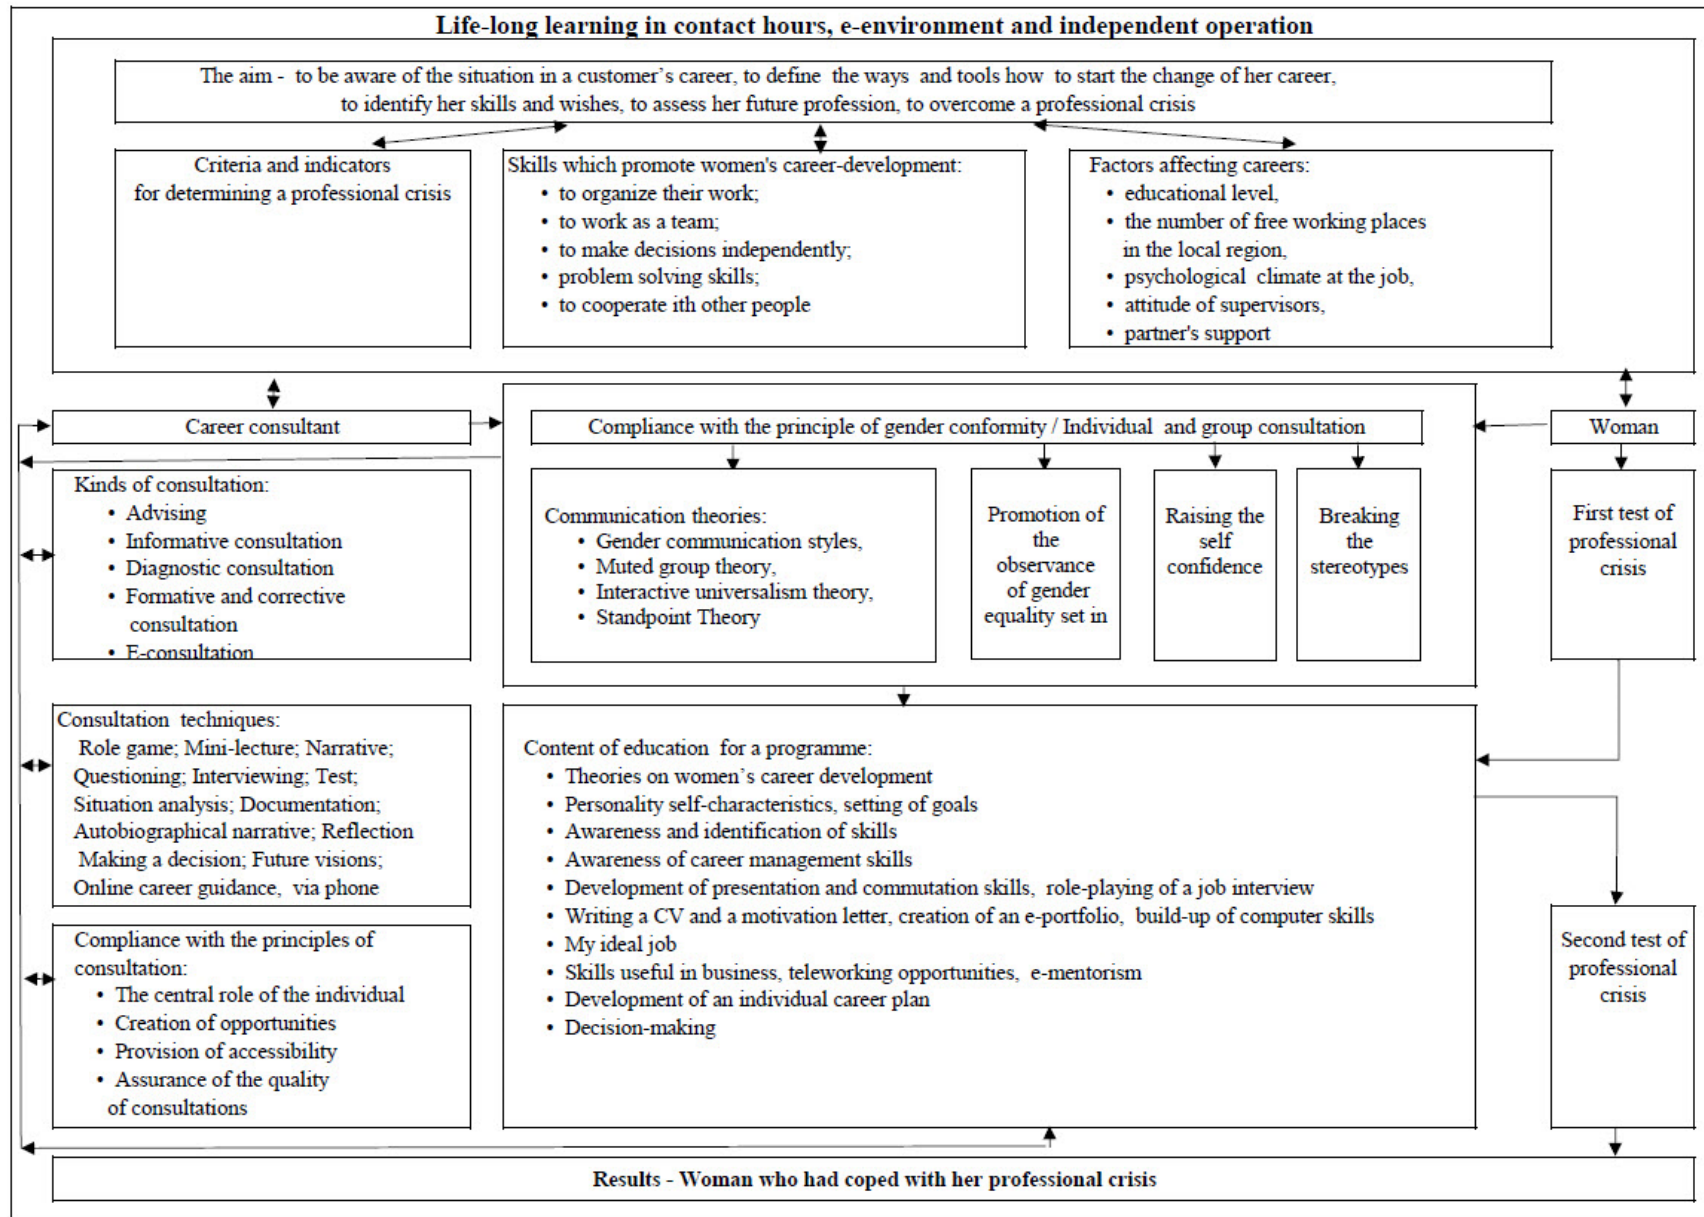 Life-long learning in contact hours, e-environment and independent operation
The aim - to be aware of the situation in a customer's career, to define the ways and tools how to start the change of her career,
to identify her skills and wishes, to assess her future profession, to overcome a professional crisis
Criteria and indicators
for determining a professional crisis
Skills which promote women's career-development:
• to organize their work;
• to work as a team;
• to make decisions independently;
• problem solving skills;
• to cooperate ith other people
Factors affecting careers:
• educational level,
• the number of free working places
in the local region,
• psychological climate at the job,
• attitude of supervisors,
• partner's support
Career consultant
Compliance with the principle of gender conformity / Individual and group consultation
Woman
Kinds of consultation:
• Advising
• Informative consultation
• Diagnostic consultation
• Formative and corrective
consultation
• E-consultation
Communication theories:
• Gender communication styles,
• Muted group theory,
• Interactive universalism theory,
• Standpoint Theory
Promotion of
the
observance
of gender
equality set in
Raising the
self
confidence
Breaking
the
stereotypes
First test of
professional
crisis
Consultation techniques:
Role game; Mini-lecture; Narrative;
Questioning; Interviewing; Test;
Situation analysis; Documentation;
Autobiographical narrative; Reflection
Making a decision; Future visions;
Online career guidance, via phone
Content of education for a programme:
• Theories on women's career development
• Personality self-characteristics, setting of goals
• Awareness and identification of skills
• Awareness of career management skills
• Development of presentation and commutation skills, role-playing of a job interview
• Writing a CV and a motivation letter, creation of an e-portfolio, build-up of computer skills
• My ideal job
• Skills useful in business, teleworking opportunities, e-mentorism
• Development of an individual career plan
• Decision-making
Second test of
professional
crisis
Compliance with the principles of
consultation:
• The central role of the individual
• Creation of opportunities
• Provision of accessibility
• Assurance of the quality
of consultations
Results - Woman who had coped with her professional crisis